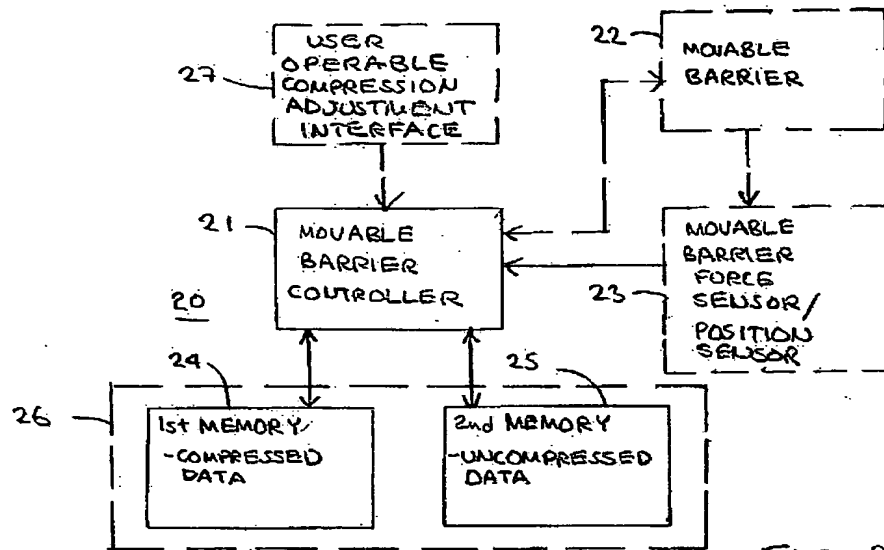 USER
OPERABLE
COMPRESSION
ADJUSTMENT
INTERFACE
27
22
MOVABLE
BARRIER
21
MOVABLE
BARRIER
CONTROLLER
MOVABLE
BARRIER
FORCE
SENSOR/
POSITION
SENSOR
23
20
24
25
26
1st MEMORY
-COMPRESSED
DATA
2nd MEMORY
-UNCOMPRESSED
DATA